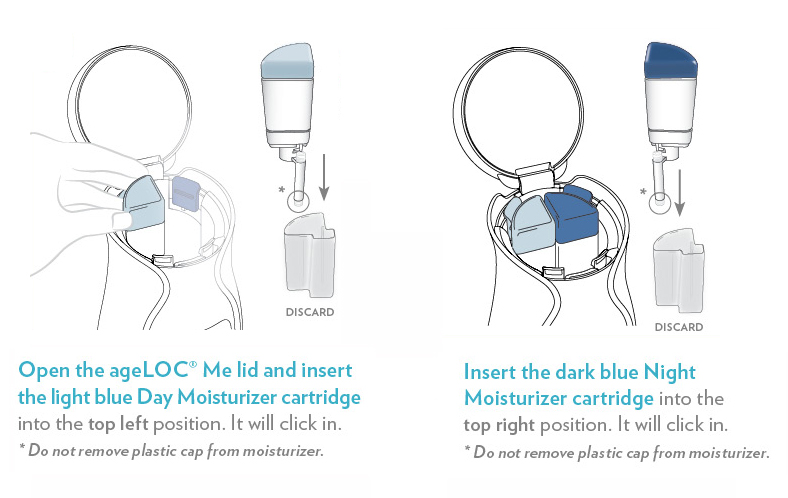 *
DISCARD
Open the ageLOC® Me lid and insert
the light blue Day Moisturizer cartridge
into the top left position. It will click in.
* Do not remove plastic cap from moisturizer.
*
DISCARD
Insert the dark blue Night
Moisturizer cartridge into the
top right position. It will click in.
* Do not remove plastic cap from moisturizer.